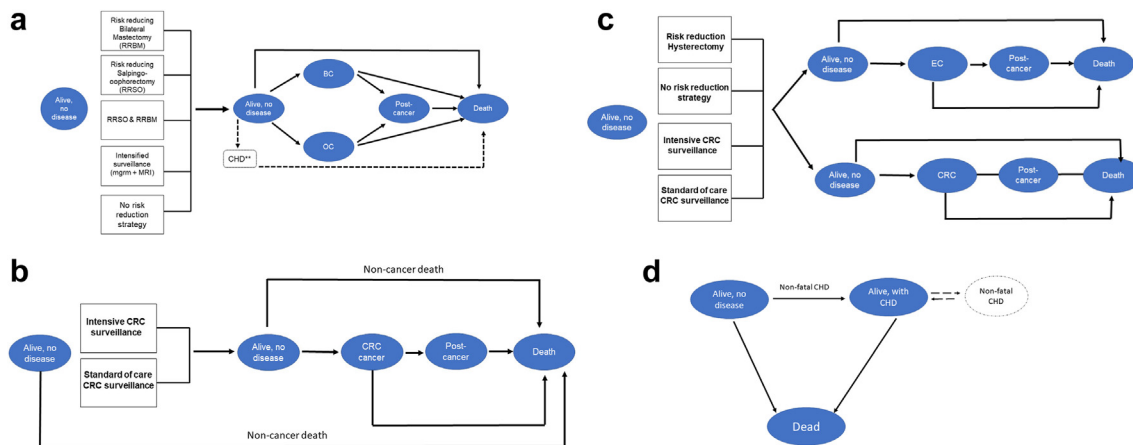 a
Risk reducing
Bilateral
Mastectomy
(RRBM)
Risk reducing
Salpingo-
oophorectomy
(RRSO)
RRSO & RRBM
Intensified
surveillance
(mgrm + MRI)
No risk
reduction
strategy
Alive,
no
disease
Alive, no
disease
BC
OC
CHD**
Post-
cancer
Death
c
Risk reduction
Hysterectomy
No risk reduction
strategy
Intensive CRC
surveillance
Standard of care
CRC surveillance
Alive, no
disease
Alive, no
disease
EC
Post-
cancer
Death
Alive, no
disease
CRC
Post-
cancer
Death
b
Non-cancer death
Intensive CRC
surveillance
Standard of care
CRC surveillance
Alive, no
disease
Alive, no
disease
CRC
cancer
Post-
cancer
Death
Non-cancer death
d
Alive, no
disease
Non-fatal CHD
Alive, with
CHD
Non-fatal
CHD
Dead